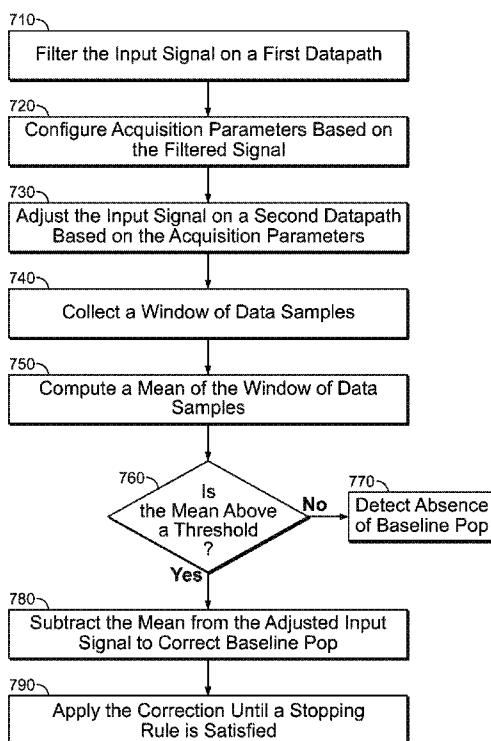 710
Filter the Input Signal on a First Datapath
720
Configure Acquisition Parameters Based on
the Filtered Signal
730
Adjust the Input Signal on a Second Datapath
Based on the Acquisition Parameters
740
Collect a Window of Data Samples
750
Compute a Mean of the Window of Data
Samples
760
Is
the Mean Above
a Threshold
?
No
770
Detect Absence
of Baseline Pop
Yes
780
Subtract the Mean from the Adjusted Input
Signal to Correct Baseline Pop
790
Apply the Correction Until a Stopping
Rule is Satisfied